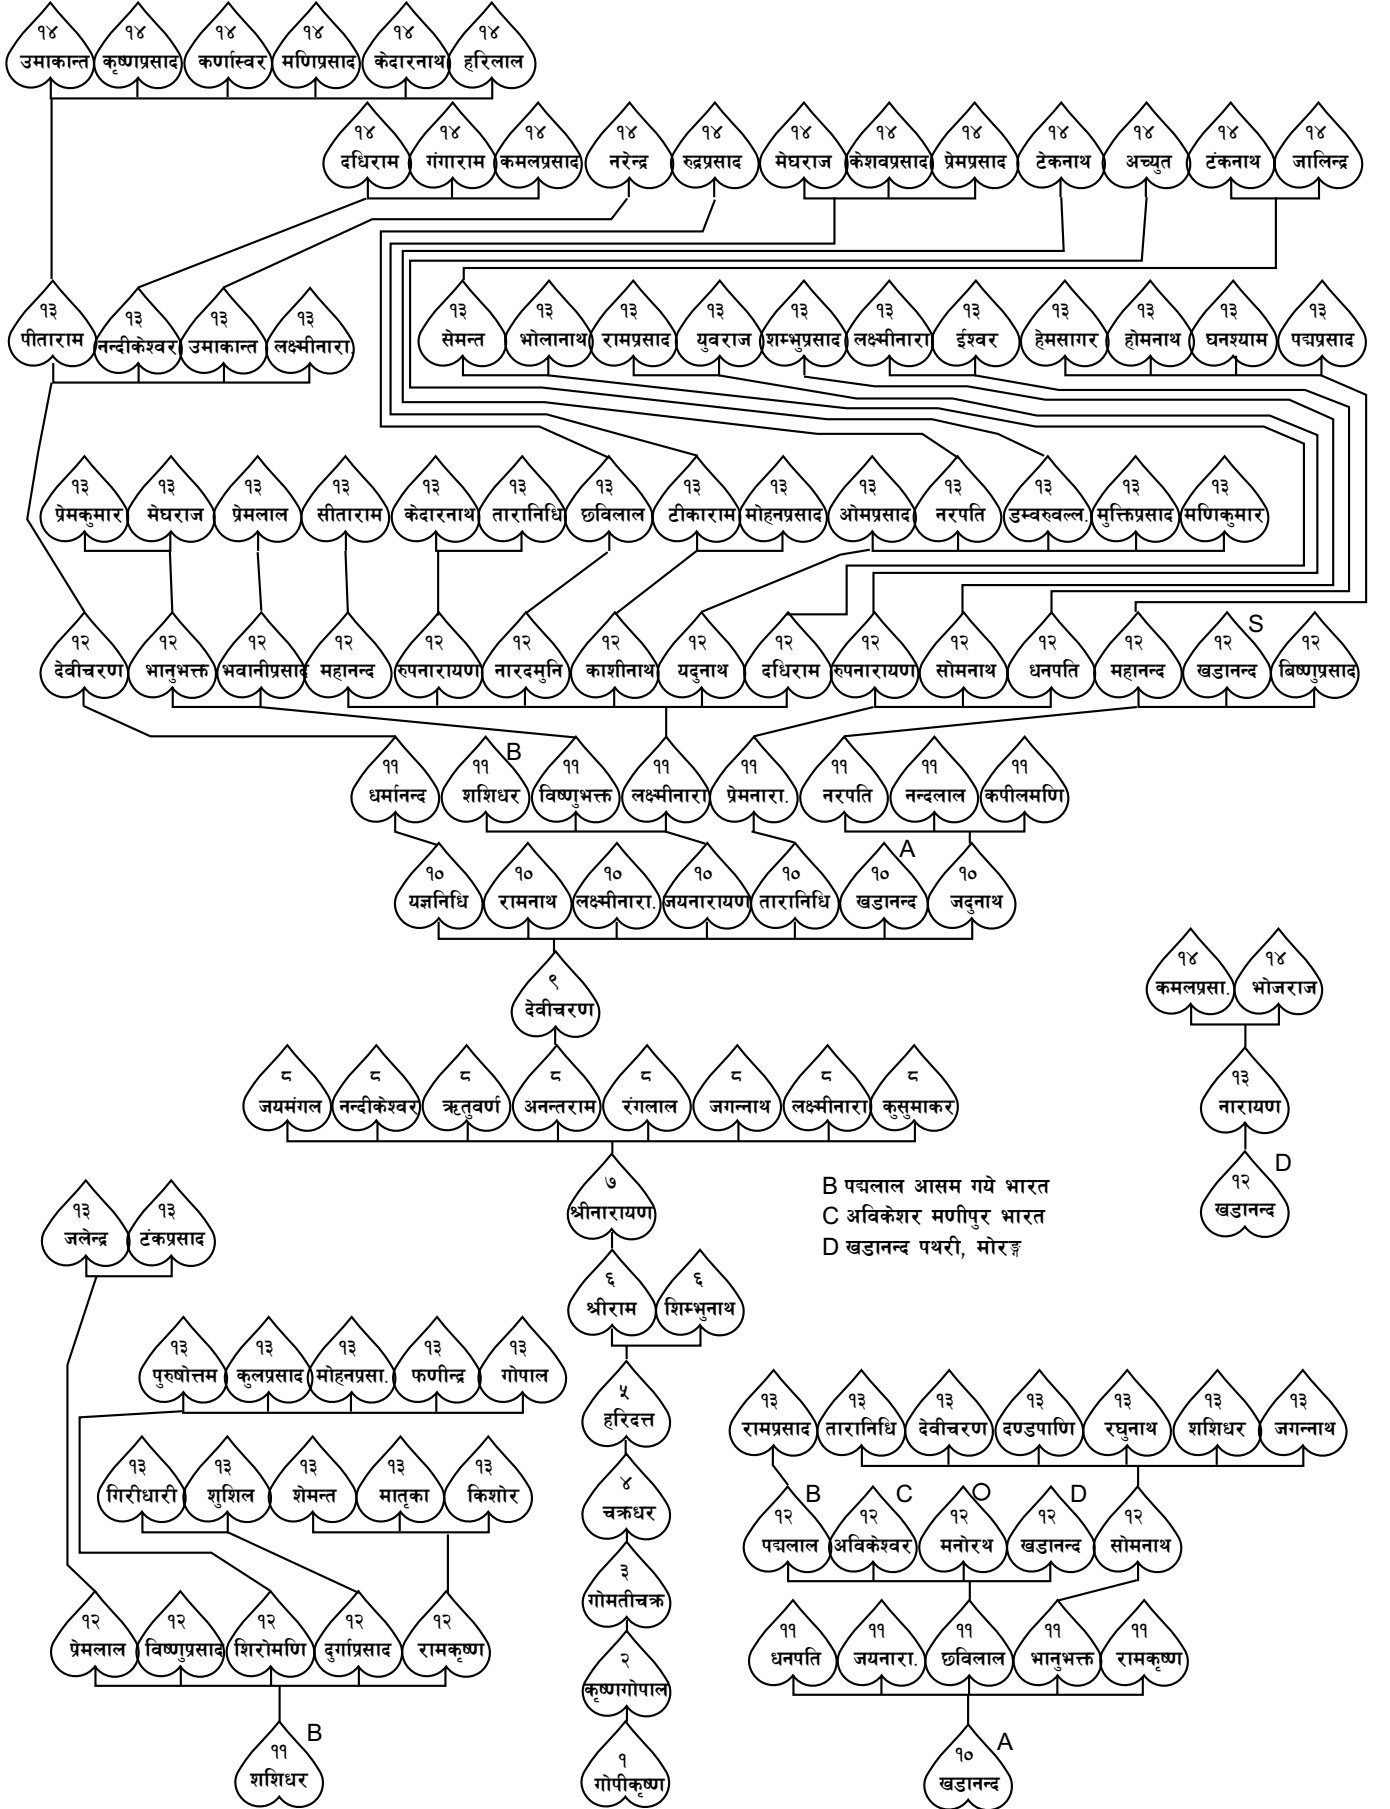 १४ १४ १४ १४ १४ १४
उमाकान्त कृष्णप्रसाद कर्णास्वर मणिप्रसाद केदारनाथ हरिलाल
१४ १४ १४ १४ १४ १४ १४ १४ १४ १४ १४ १४
दधिराम गंगाराम कमलप्रसाद नरेन्द्र रुद्रप्रसाद मेघराज केशवप्रसाद प्रेमप्रसाद टेकनाथ अच्युत टंकनाथ जालिन्द्र
१३ १३ १३ १३ १३ १३ १३ १३ १३ १३ १३ १३ १३ १३ १३
पीताराम नन्दीकेश्वर उमाकान्त लक्ष्मीनारा. सेमन्त भोलानाथ रामप्रसाद युवराज शम्भुप्रसाद लक्ष्मीनारा ईश्वर हेमसागर होमनाथ घनश्याम पद्मप्रसाद
१३ १३ १३ १३ १३ १३ १३ १३ १३ १३ १३ १३ १३ १३
प्रेमकुमार मेघराज प्रेमलाल सीताराम केदारनाथ तारानिधि छविलाल टीकाराम मोहनप्रसाद ओमप्रसाद नरपति डम्बरुवल्ल. मुक्तिप्रसाद मणिकुमार
S
१२ १२ १२ १२ १२ १२ १२ १२ १२ १२ १२ १२ १२ १२ १२
देवीचरण भानुभक्त भवानीप्रसाद महानन्द रुपनारायण नारदमुनि काशीनाथ यदुनाथ दधिराम रुपनारायण सोमनाथ धनपति महानन्द खडानन्द बिष्णुप्रसाद
B
११ ११ ११ ११ ११ ११ ११ ११
धर्मानन्द शशिधर विष्णुभक्त लक्ष्मीनारा प्रेमनारा. नरपति नन्दलाल कपीलमणि
A
१० १० १० १० १० १० १०
यज्ञनिधि रामनाथ लक्ष्मीनारा. जयनारायण तारानिधि खडानन्द जदुनाथ
९
देवीचरण
१४ १४
कमलप्रसा. भोजराज
८ ८ ८ ८ ८ ८ ८ ८
जयमंगल नन्दीकेश्वर ऋतुवर्ण अनन्तराम रंगलाल जगन्नाथ लक्ष्मीनारा कुसुमाकर
१३
नारायण
D
१२
खडानन्द
७
श्रीनारायण
B पद्मलाल आसम गये भारत
C अविकेशर मणीपुर भारत
D खडानन्द पथरी, मोरङ्ग
१३ १३
जलेन्द्र टंकप्रसाद
६ ६
श्रीराम शिम्भुनाथ
१३ १३ १३ १३ १३
पुरुषोत्तम कुलप्रसाद मोहनप्रसा. फणीन्द्र गोपाल
५
हरिदत्त
१३ १३ १३ १३ १३ १३ १३
रामप्रसाद तारानिधि देवीचरण दण्डपाणि रघुनाथ शशिधर जगन्नाथ
१३ १३ १३ १३ १३
गिरीधारी शुशिल शेमन्त मातृका किशोर
४
चक्रधर
B C O D
१२ १२ १२ १२ १२
पद्मलाल अविकेश्वर मनोरथ खडानन्द सोमनाथ
३
गोमतीचक्र
१२ १२ १२ १२ १२
प्रेमलाल विष्णुप्रसाद शिरोमणि दुर्गाप्रसाद रामकृष्ण
२
कृष्णगोपाल
११ ११ ११ ११ ११
धनपति जयनारा. छविलाल भानुभक्त रामकृष्ण
B
११
शशिधर
१
गोपीकृष्ण
A
१०
खडानन्द